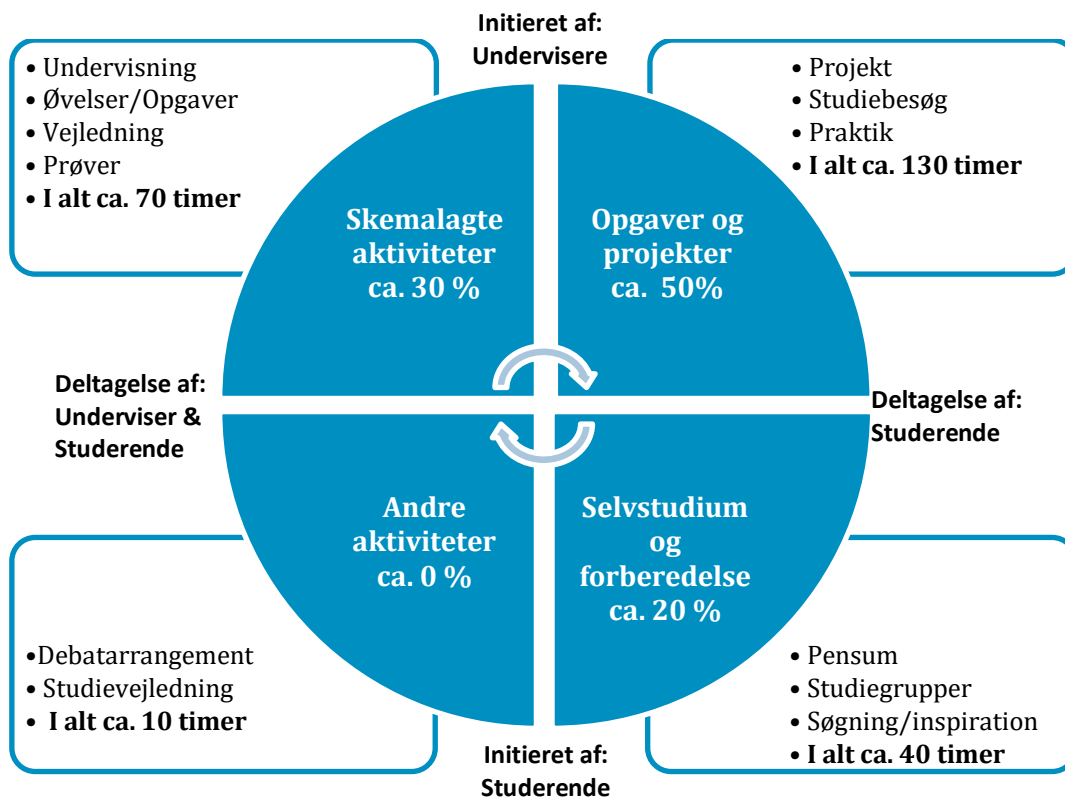 Initieret af:
Undervisere
• Undervisning
• Øvelser/Opgaver
• Vejledning
• Prøver
• I alt ca. 70 timer
• Projekt
• Studiebesøg
• Praktik
• I alt ca. 130 timer
Skemalagte
aktiviteter
ca. 30 %
Opgaver og
projekter
ca. 50%
Deltagelse af:
Underviser &
Studerende
Deltagelse af:
Studerende
Andre
aktiviteter
ca. 0 %
Selvstudium
og
forberedelse
ca. 20 %
•Debatarrangement
• Studievejledning
• I alt ca. 10 timer
• Pensum
• Studiegrupper
• Søgning/inspiration
• I alt ca. 40 timer
Initieret af:
Studerende